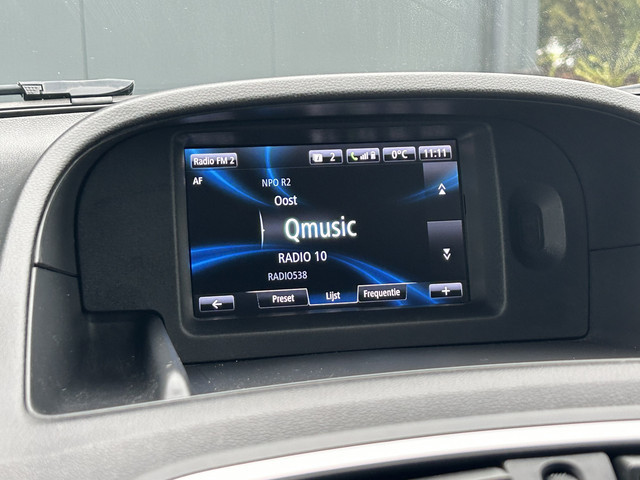 Radio FM 2
2
0°C
11:11
AF
NPO R2
Oost
Qmusic
RADIO 10
RADIO538
Preset
Lijst
Frequentie
+